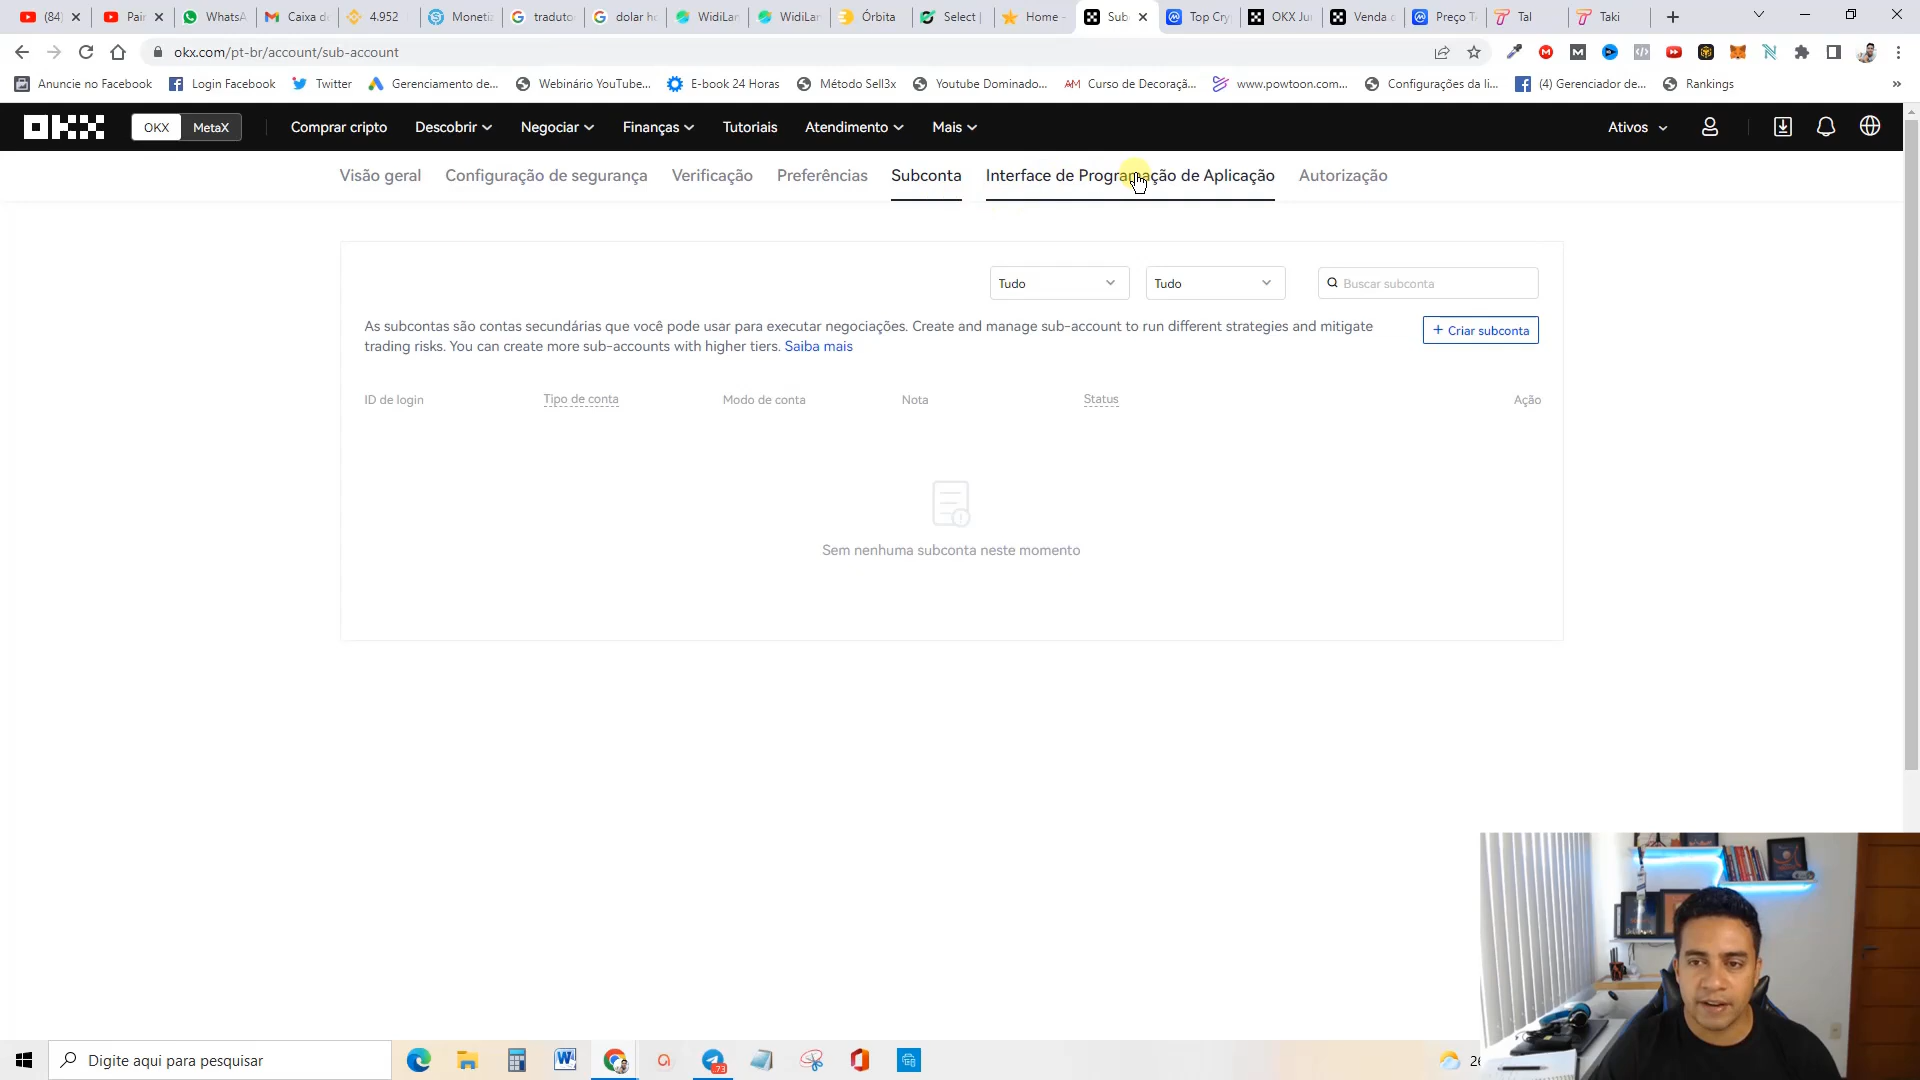 (84)
Pair
WhatsA
Caixa de
4.952
Moneti
traduto
dolar h
WidiLan
WidiLan
Órbita
Select |
Home -
Sub
Top Cry
OKX Ju
Venda d
Preço T
Tal
Taki
okx.com/pt-br/account/sub-account
Anuncie no Facebook
Login Facebook
Twitter
Gerenciamento de...
Webinário YouTube...
E-book 24 Horas
Método Sell3x
Youtube Dominado...
AM Curso de Decoraçã...
www.powtoon.com...
Configurações da li...
(4) Gerenciador de...
Rankings
»
OKX
OKX
MetaX
Comprar cripto
Descobrir
Negociar
Finanças
Tutoriais
Atendimento
Mais
Ativos
Visão geral
Configuração de segurança
Verificação
Preferências
Subconta
Interface de Programação de Aplicação
Autorização
Tudo
Tudo
Buscar subconta
As subcontas são contas secundárias que você pode usar para executar negociações. Create and manage sub-account to run different strategies and mitigate
trading risks. You can create more sub-accounts with higher tiers. Saiba mais
+ Criar subconta
ID de login
Tipo de conta
Modo de conta
Nota
Status
Ação
Sem nenhuma subconta neste momento
Digite aqui para pesquisar
73